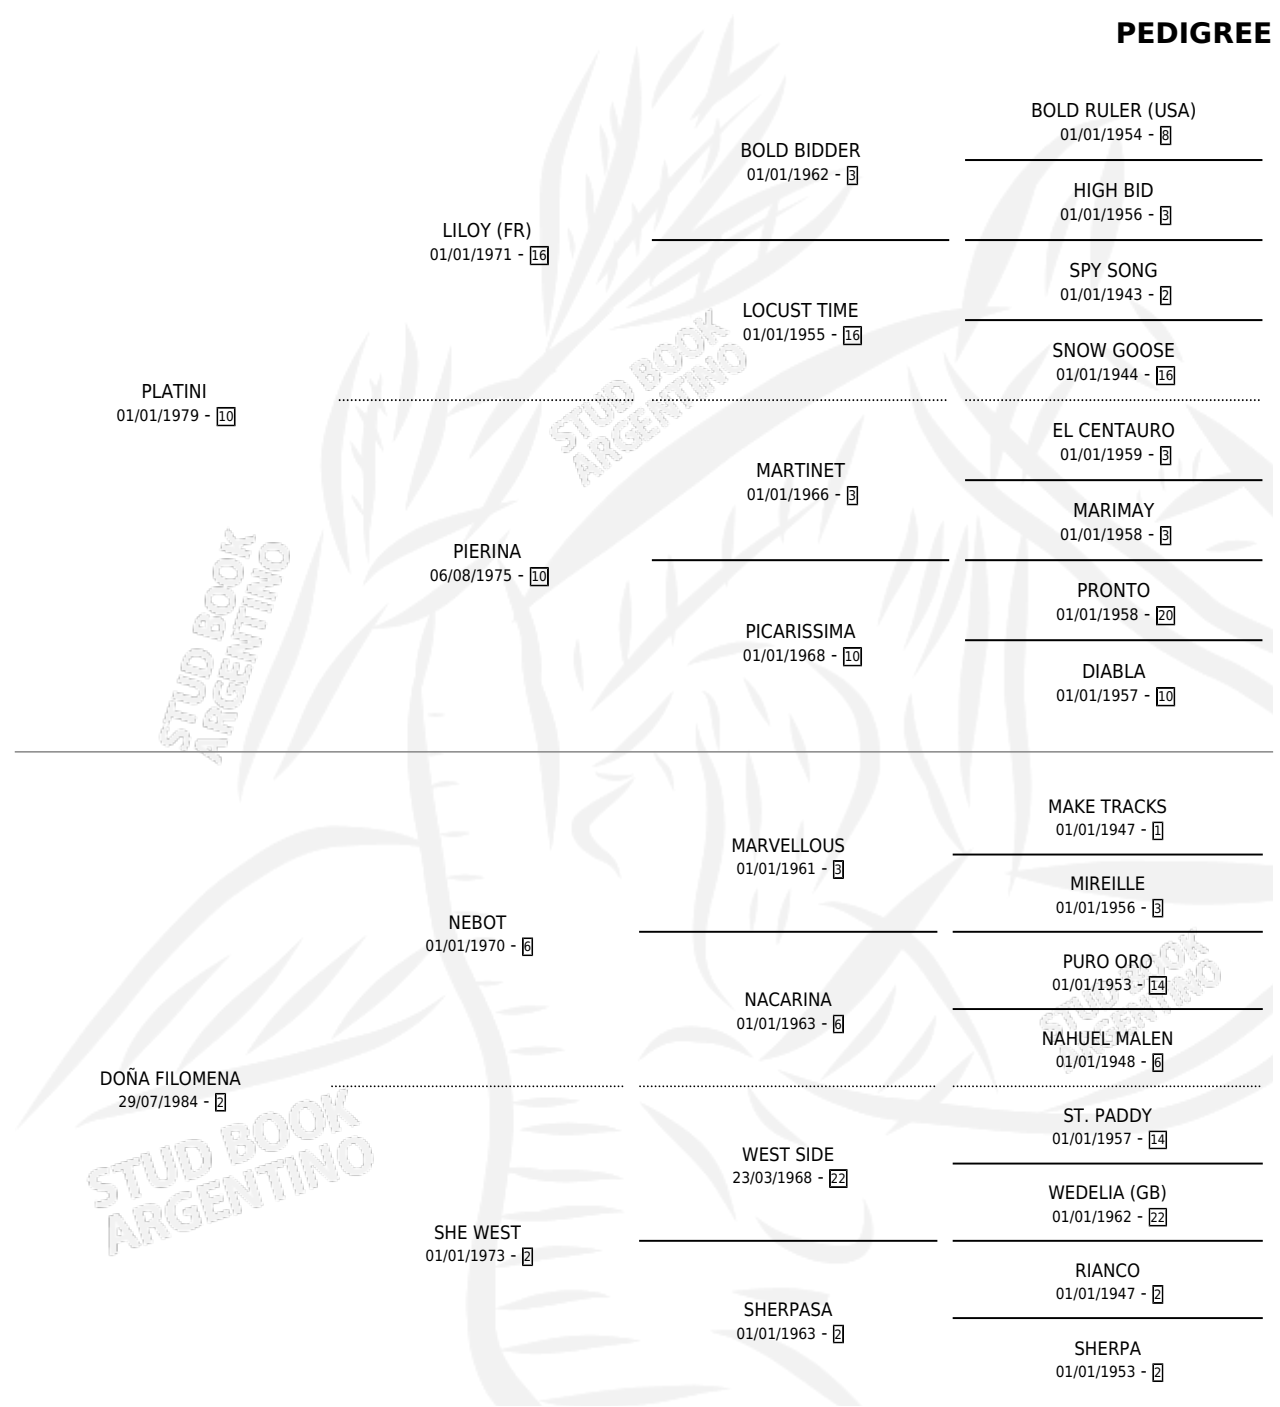 PEDIGREE
BOLD RULER (USA)
01/01/1954 - 8
BOLD BIDDER
01/01/1962 - 3
HIGH BID
01/01/1956 - 3
LILOY (FR)
01/01/1971 - 16
SPY SONG
01/01/1943 - 2
LOCUST TIME
01/01/1955 - 16
SNOW GOOSE
01/01/1944 - 16
PLATINI
01/01/1979 - 10
EL CENTAURO
01/01/1959 - 3
MARTINET
01/01/1966 - 3
MARIMAY
01/01/1958 - 3
PIERINA
06/08/1975 - 10
PRONTO
01/01/1958 - 20
PICARISSIMA
01/01/1968 - 10
DIABLA
01/01/1957 - 10
MAKE TRACKS
01/01/1947 - 1
MARVELLOUS
01/01/1961 - 3
MIREILLE
01/01/1956 - 3
NEBOT
01/01/1970 - 6
PURO ORO
01/01/1953 - 14
NACARINA
01/01/1963 - 6
NAHUEL MALEN
01/01/1948 - 6
DOÑA FILOMENA
29/07/1984 - 2
ST. PADDY
01/01/1957 - 14
WEST SIDE
23/03/1968 - 22
WEDELIA (GB)
01/01/1962 - 22
SHE WEST
01/01/1973 - 2
RIANCO
01/01/1947 - 2
SHERPASA
01/01/1963 - 2
SHERPA
01/01/1953 - 2
STUD BOOK
ARGENTINO
STUD BOOK
ARGENTINO
STUD BOOK
ARGENTINO
STUD BOOK
ARGENTINO